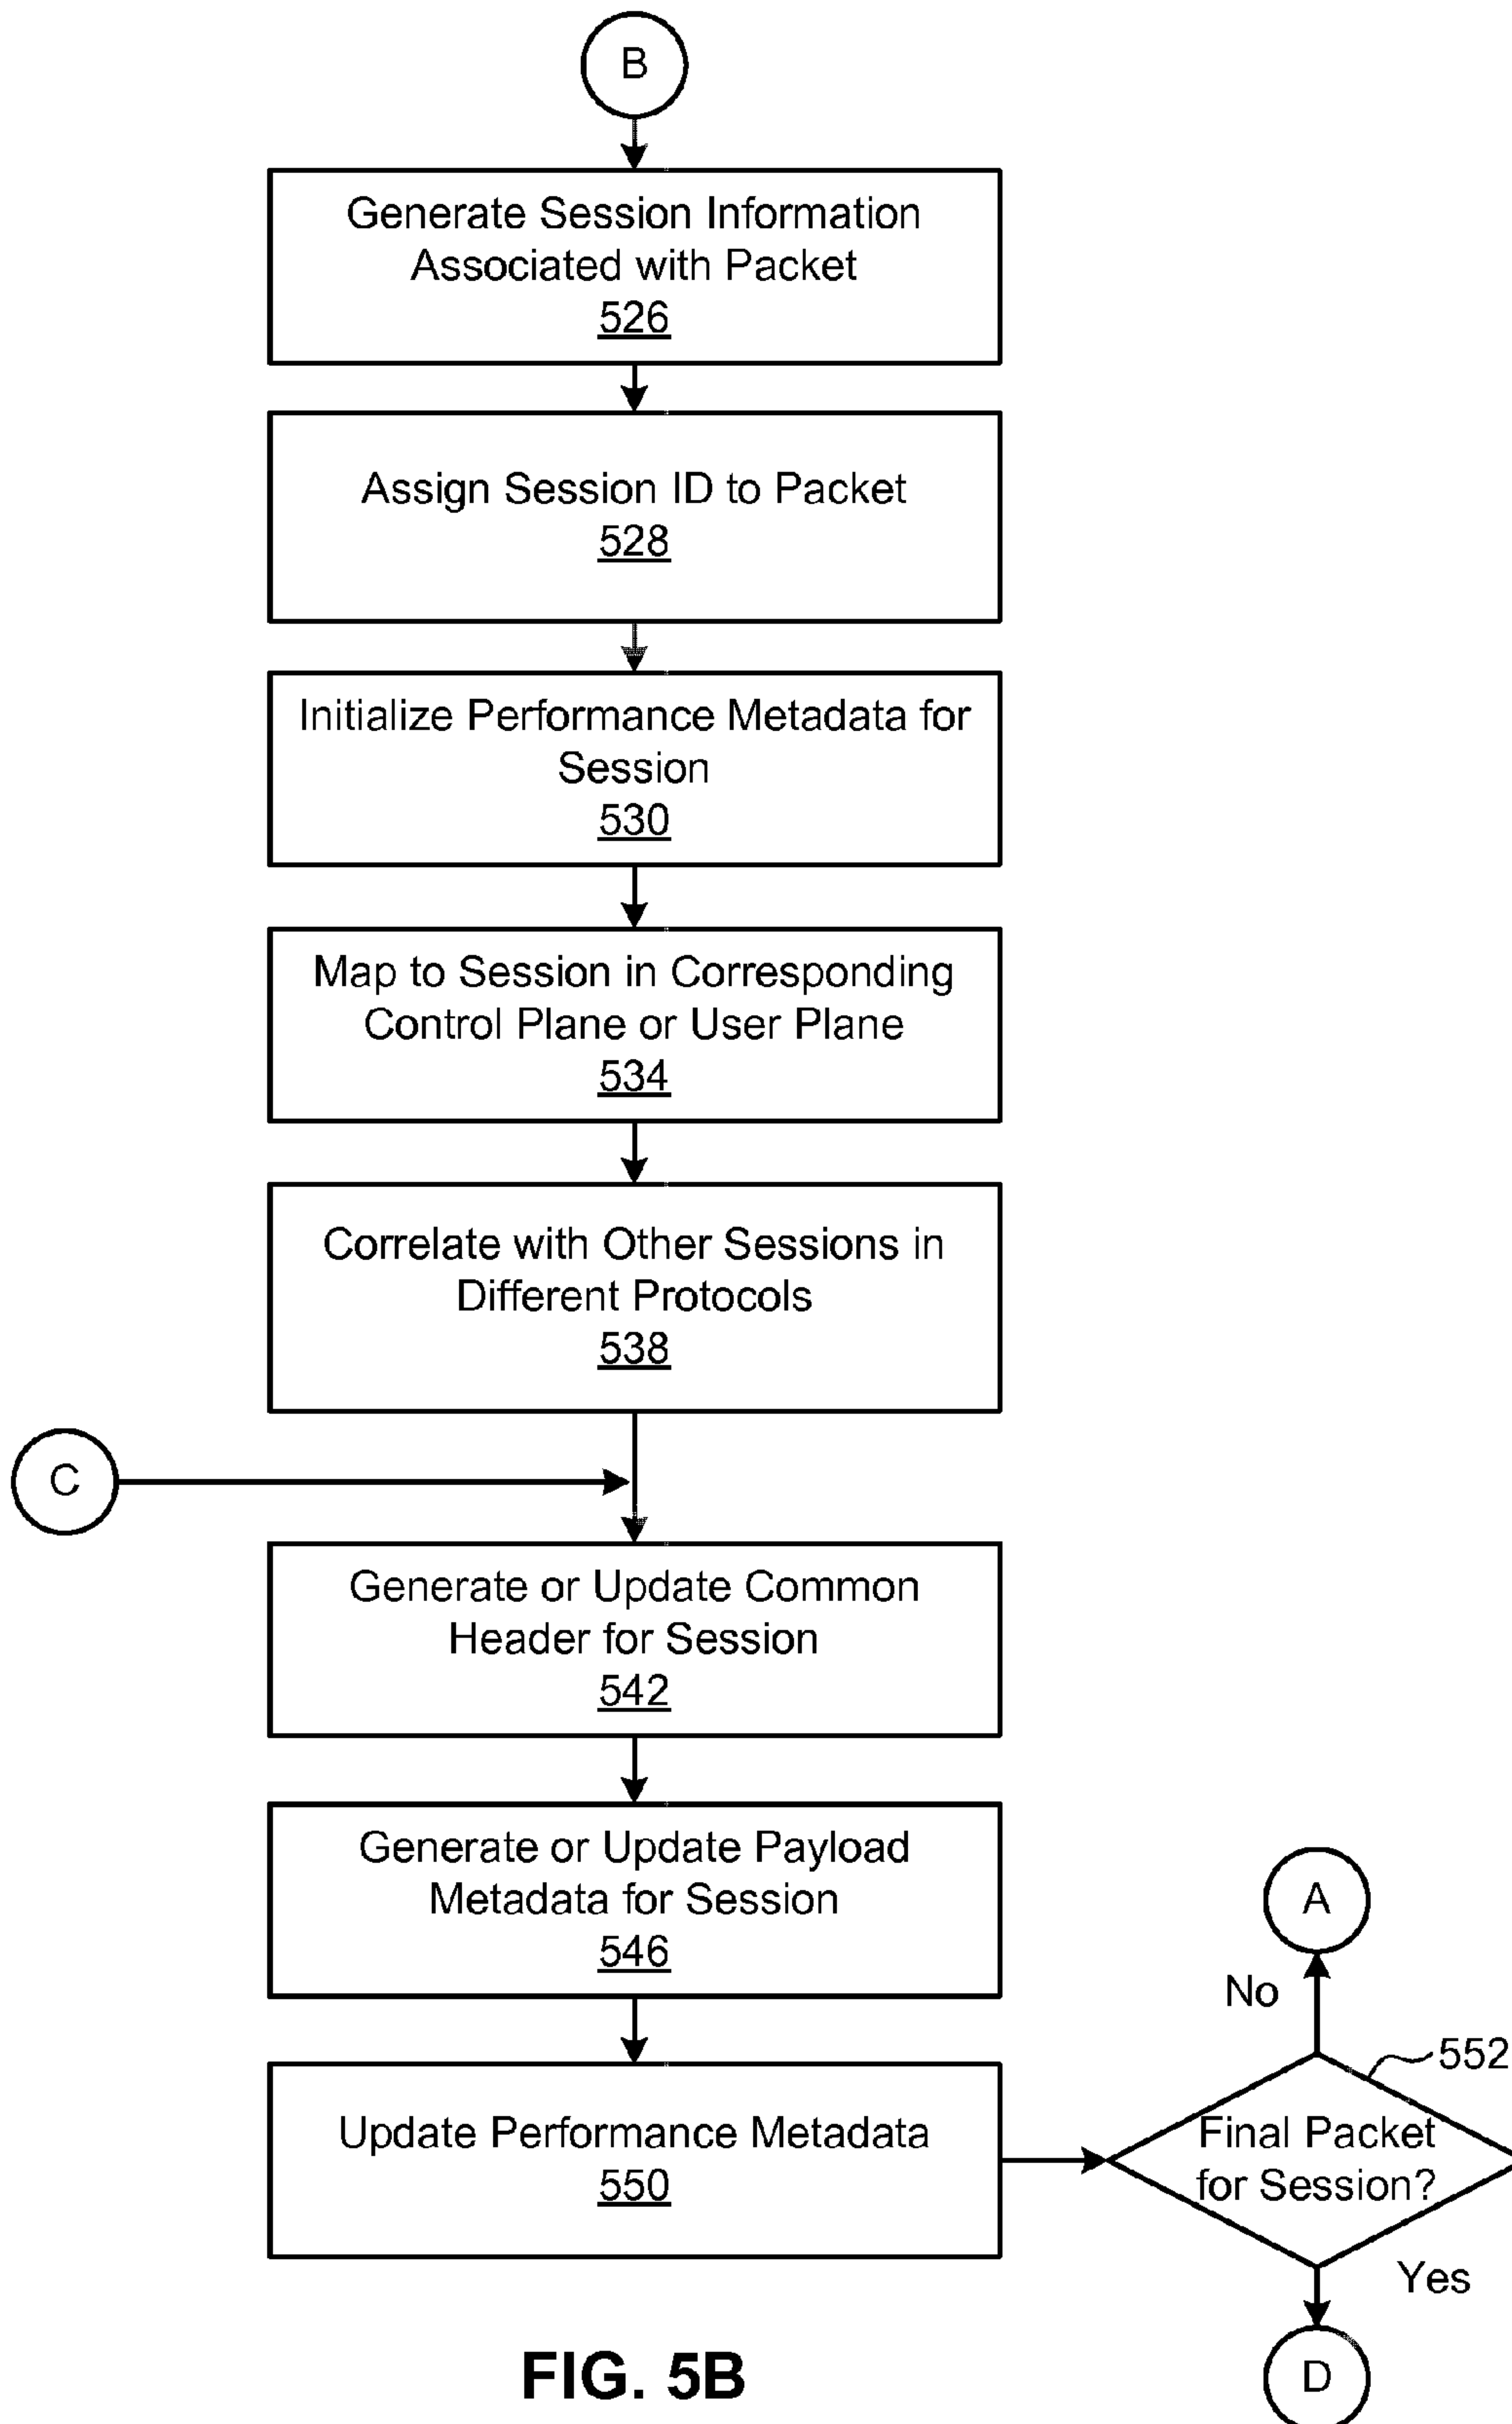 B
Generate Session Information
Associated with Packet
526
Assign Session ID to Packet
528
Initialize Performance Metadata for
Session
530
Map to Session in Corresponding
Control Plane or User Plane
534
Correlate with Other Sessions in
Different Protocols
538
C
Generate or Update Common
Header for Session
542
Generate or Update Payload
Metadata for Session
546
Update Performance Metadata
550
A
No
552
Final Packet
for Session?
Yes
D
FIG. 5B